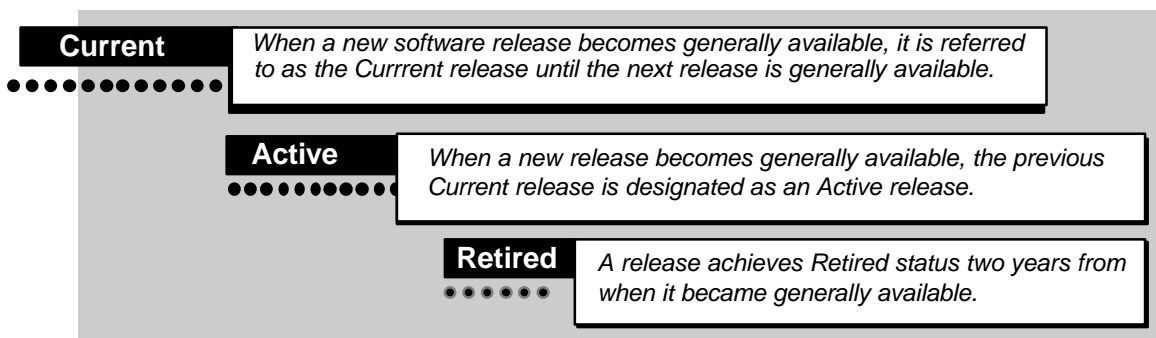 Current
When a new software release becomes generally available, it is referred
to as the Currrent release until the next release is generally available.
Active
When a new release becomes generally available, the previous
Current release is designated as an Active release.
Retired
A release achieves Retired status two years from
when it became generally available.